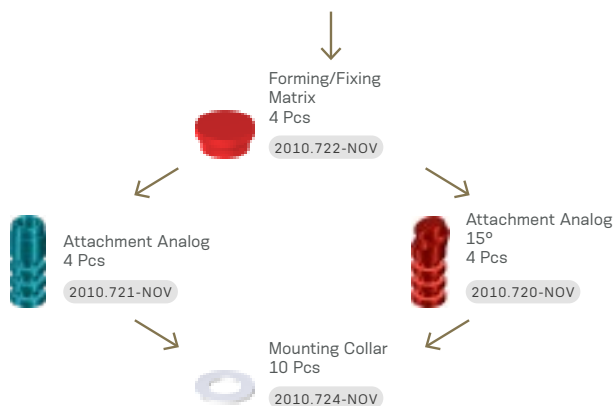 Forming/Fixing
Matrix
4 Pcs
2010.722-NOV
Attachment Analog
4 Pcs
2010.721-NOV
Attachment Analog
15º
4 Pcs
2010.720-NOV
Mounting Collar
10 Pcs
2010.724-NOV